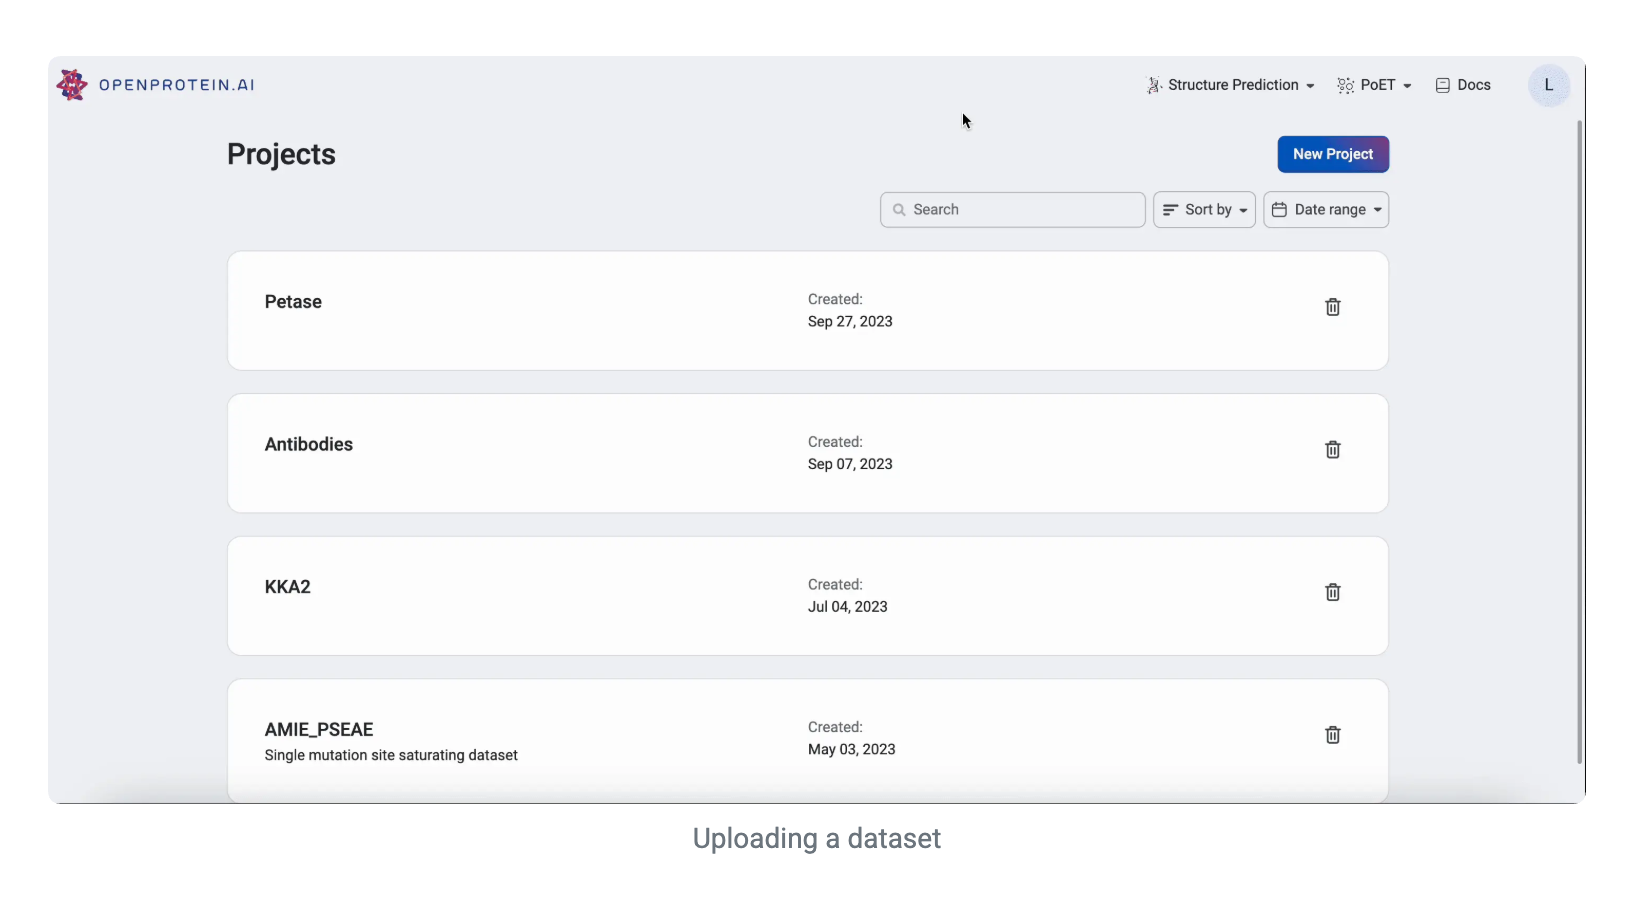 OPENPROTEIN.AI
Structure Prediction
PoET
Docs
L
Projects
New Project
Search
Sort by
Date range
Petase
Created:
Sep 27, 2023
Antibodies
Created:
Sep 07, 2023
KKA2
Created:
Jul 04, 2023
AMIE_PSEAE
Single mutation site saturating dataset
Created:
May 03, 2023
Uploading a dataset